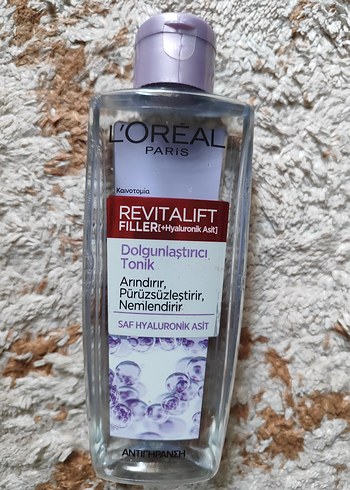 L'ORÉAL
PARIS
Καινοτομία
REVITALIFT
FILLER[+Hyaluronik Asit]
Dolgunlaştırıcı
Tonik
Arındırır,
Pürüzsüzleştirir,
Nemlendirir
SAF HYALURONİK ASİT
ΑΝΤΙΓΗΡΑΝΣΗ